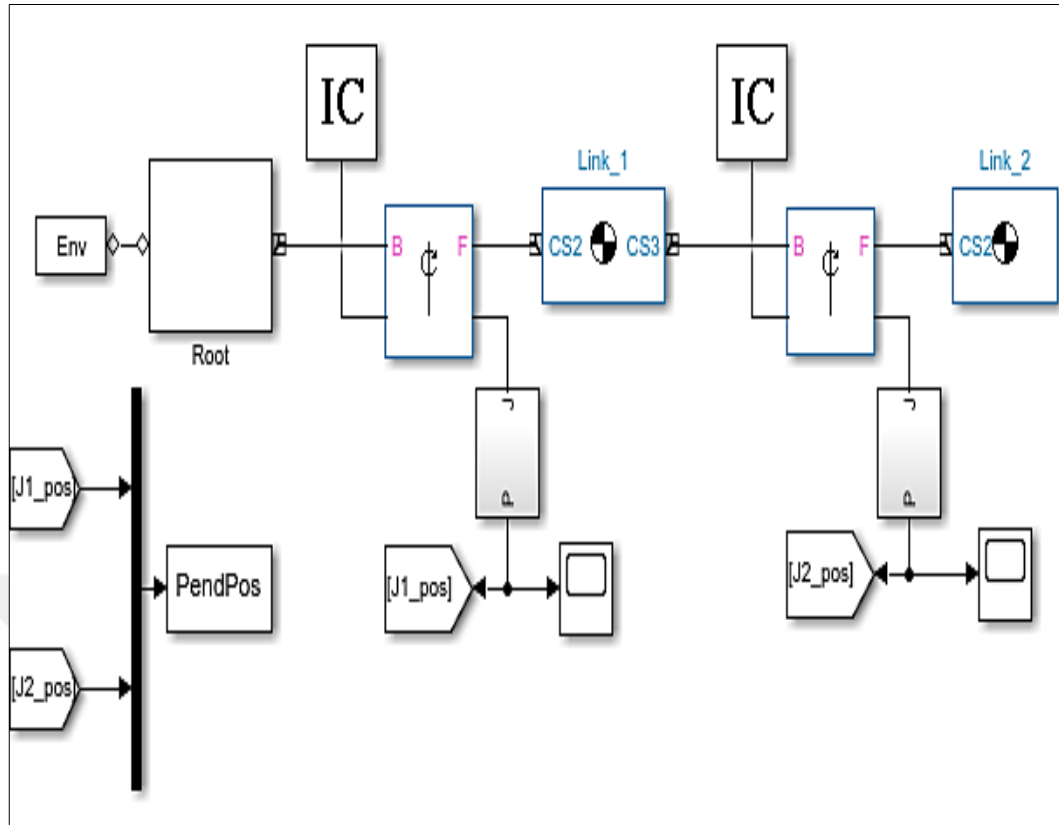 IC
IC
Link_1
Link_2
Env
B
F
CS2
CS3
B
F
CS2
Root
J
P
J
P
[J1_pos]
[J2_pos]
PendPos
[J1_pos]
[J2_pos]